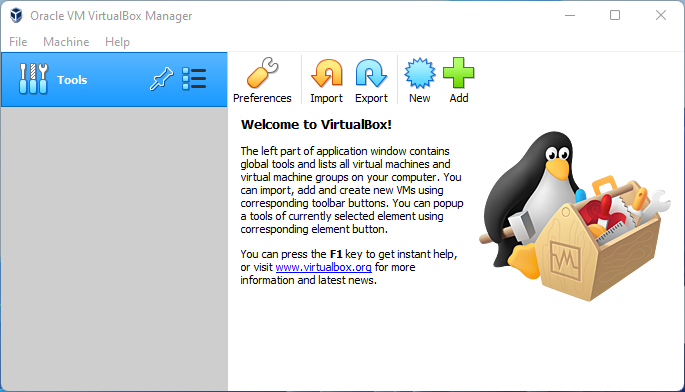 Oracle VM VirtualBox Manager
File Machine Help
Tools
Preferences Import Export New Add
Welcome to VirtualBox!
The left part of application window contains
global tools and lists all virtual machines and
virtual machine groups on your computer. You
can import, add and create new VMs using
corresponding toolbar buttons. You can popup
a tools of currently selected element using
corresponding element button.
You can press the F1 key to get instant help,
or visit www.virtualbox.org for more
information and latest news.